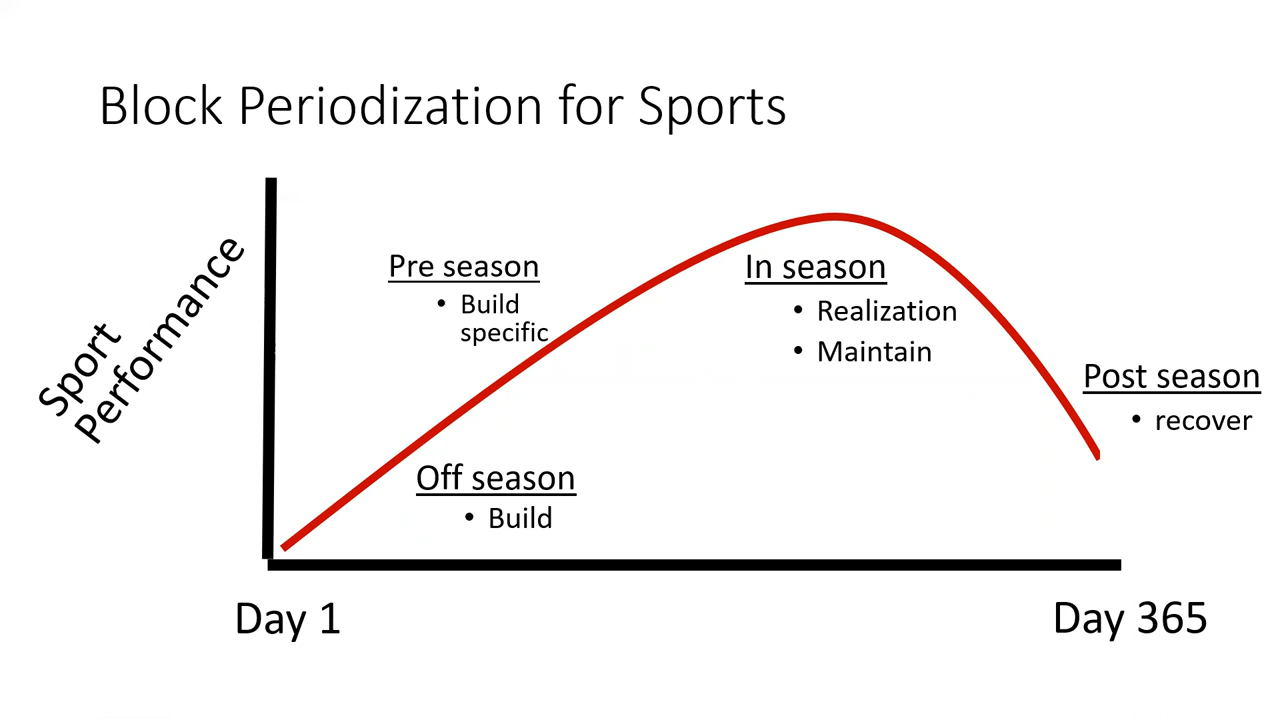 Block Periodization for Sports
Sport
Performance
Pre season
• Build
specific
In season
• Realization
• Maintain
Post season
• recover
Off season
• Build
Day 1
Day 365